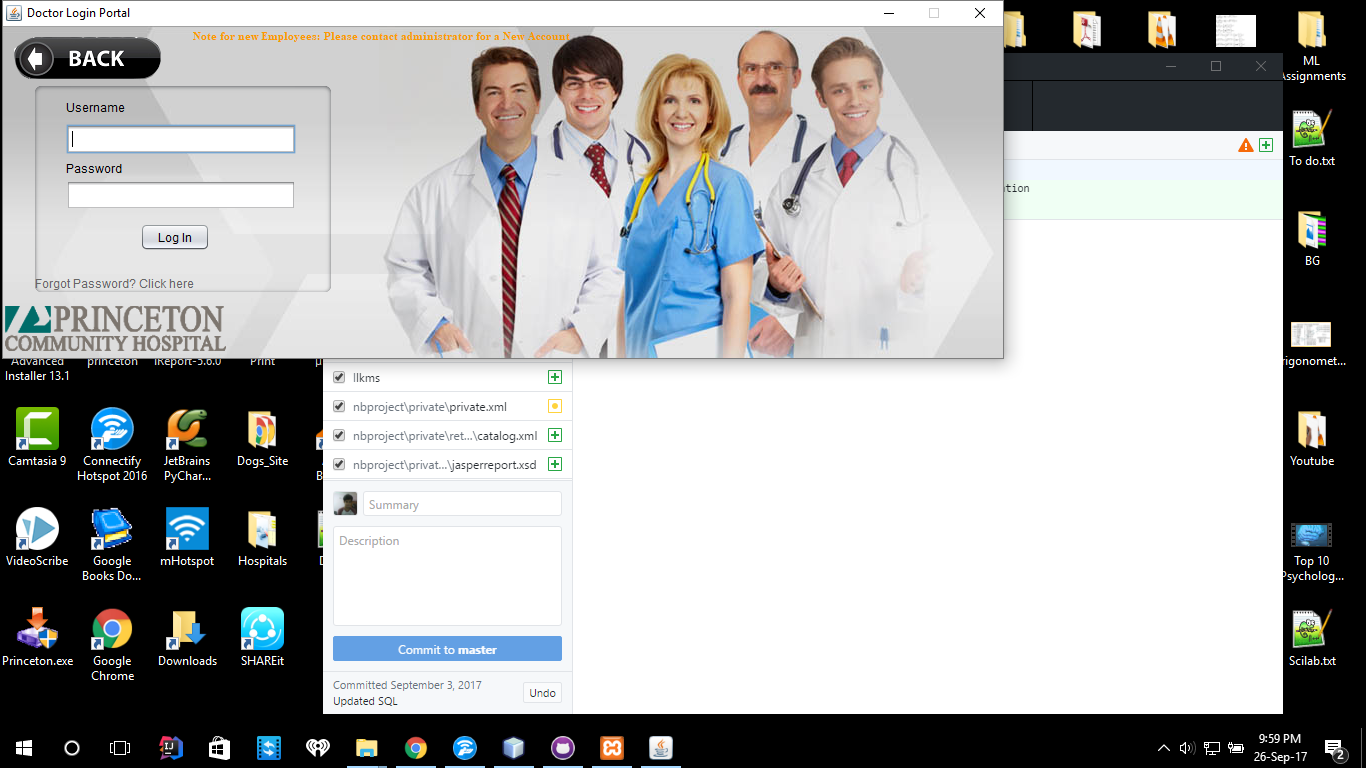 Doctor Login Portal
Note for new Employees: Please contact administrator for a New Account
BACK
Username
Password
Log In
Forgot Password? Click here
PRINCETON
COMMUNITY HOSPITAL
ML
Assignments
To do.txt
BG
Youtube
Top 10
Psycholog...
Scilab.txt
Advanced
Installer 13.1
princeton
iReport-5.6.0
Print
Camtasia 9
Connectify
Hotspot 2016
JetBrains
PyChar...
Dogs_Site
VideoScribe
Google
Books Do...
mHotspot
Hospitals
Princeton.exe
Google
Chrome
Downloads
SHAREit
llkms
nbproject\private\private.xml
nbproject\private\ret...\catalog.xml
nbproject\privat...\jasperreport.xsd
Summary
Description
Commit to master
Committed September 3, 2017
Updated SQL
Undo
9:59 PM
26-Sep-17
2